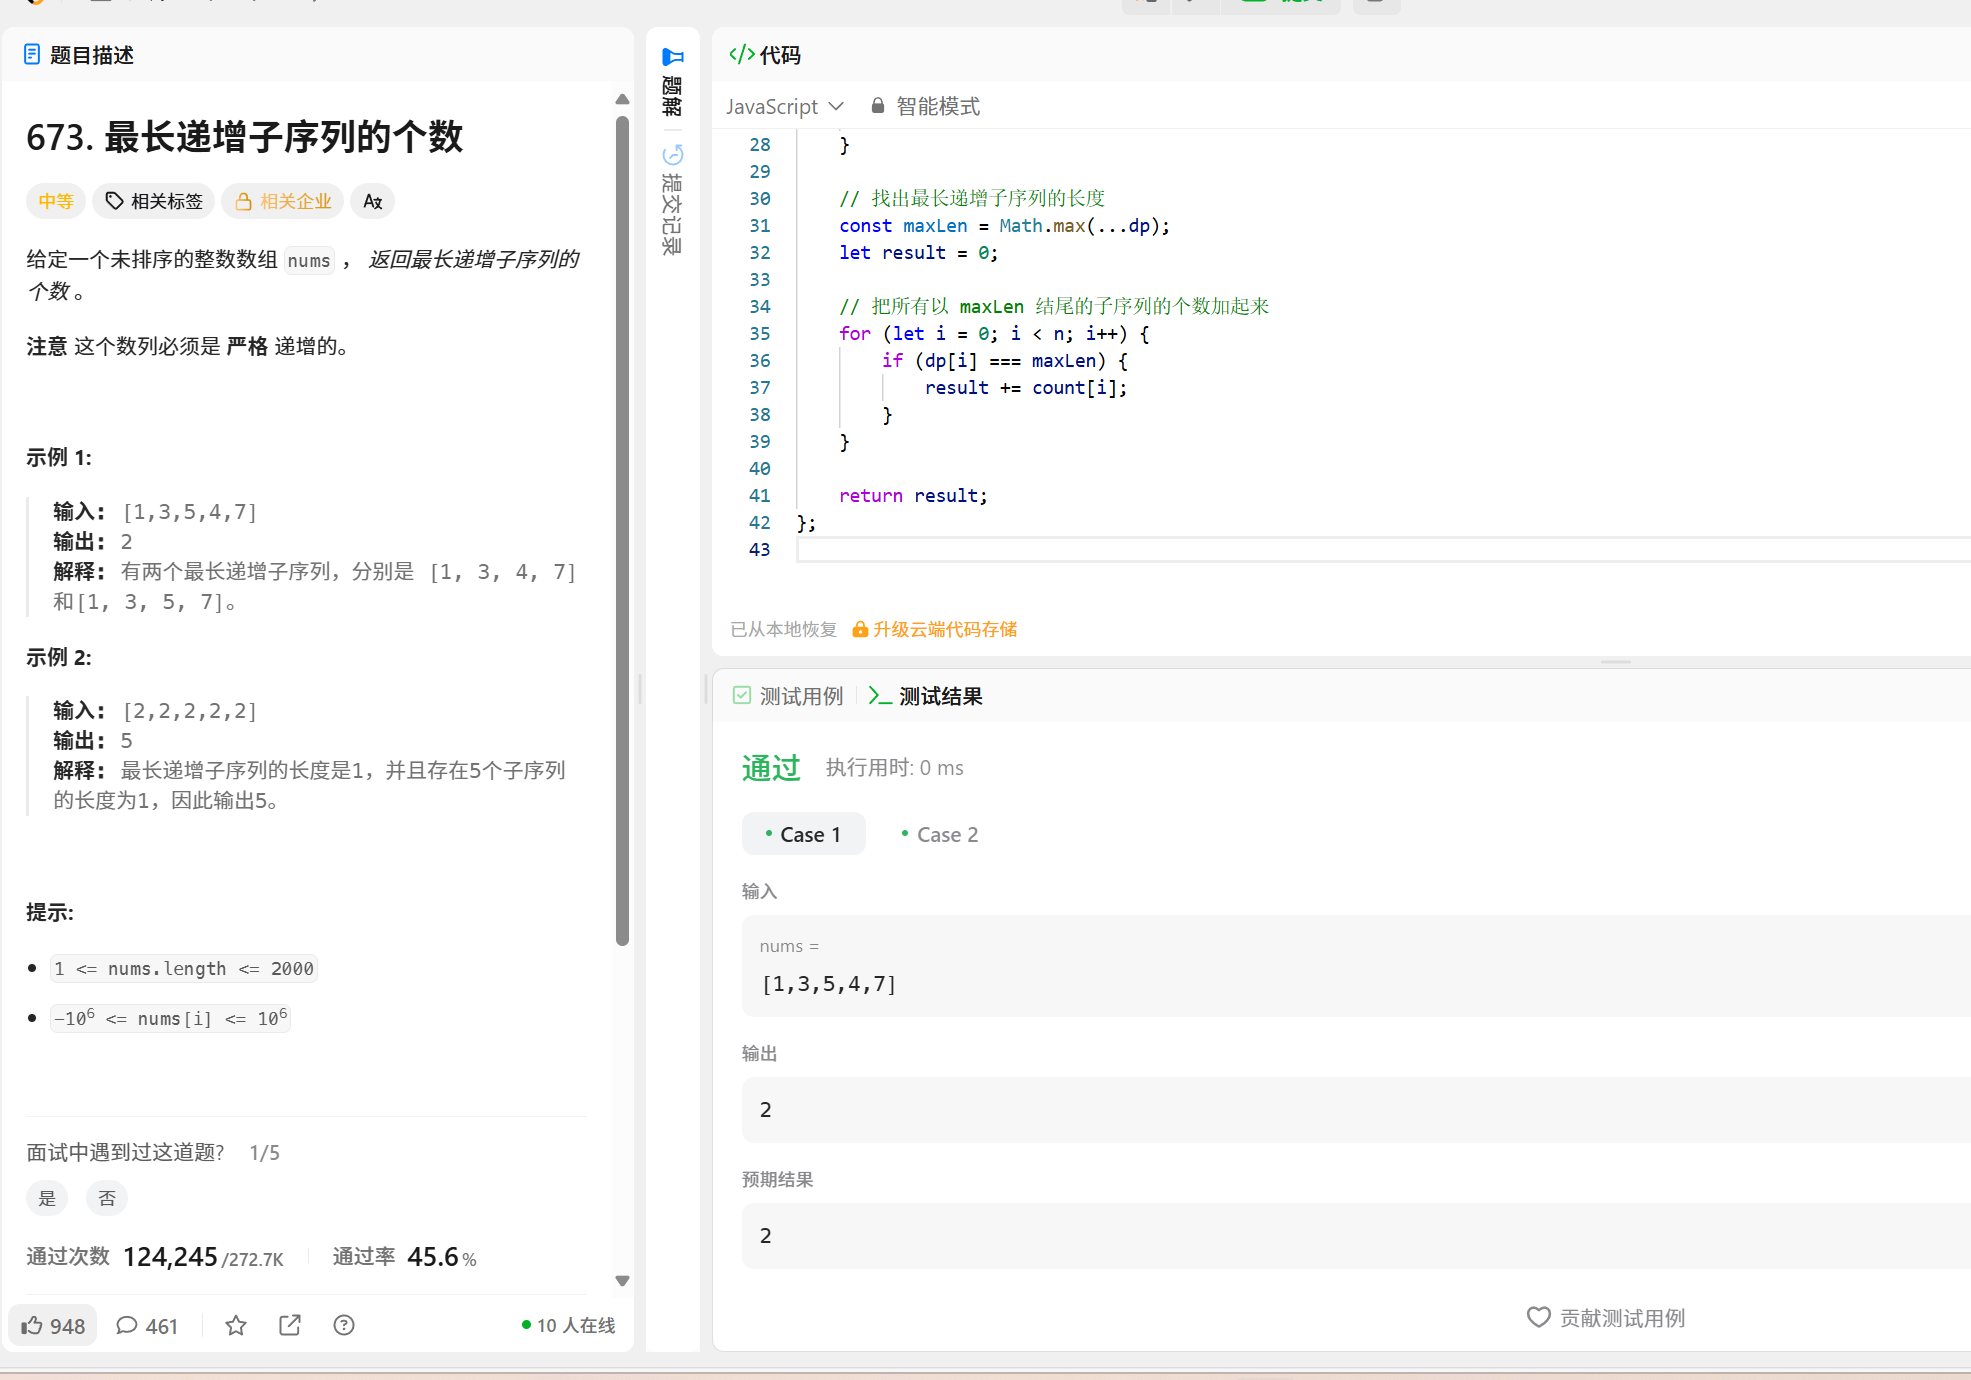 题目描述
673. 最长递增子序列的个数
中等 相关标签 相关企业
给定一个未排序的整数数组 nums ， 返回最长递增子序列的
个数 。
注意 这个数列必须是 严格 递增的。
示例 1:
输入: [1,3,5,4,7]
输出: 2
解释: 有两个最长递增子序列，分别是 [1, 3, 4, 7]
和[1, 3, 5, 7]。
示例 2:
输入: [2,2,2,2,2]
输出: 5
解释: 最长递增子序列的长度是1，并且存在5个子序列
的长度为1，因此输出5。
提示:
1 <= nums.length <= 2000
-10⁶ <= nums[i] <= 10⁶
面试中遇到过这道题? 1/5
是 否
通过次数 124,245/272.7K 通过率 45.6%
948 461 10 人在线
题解
提交记录
代码
JavaScript 智能模式
28 }
29
30 // 找出最长递增子序列的长度
31 const maxLen = Math.max(...dp);
32 let result = 0;
33
34 // 把所有以 maxLen 结尾的子序列的个数加起来
35 for (let i = 0; i < n; i++) {
36 if (dp[i] === maxLen) {
37 result += count[i];
38 }
39 }
40
41 return result;
42 };
43
已从本地恢复 升级云端代码存储
测试用例 测试结果
通过 执行用时: 0 ms
Case 1 Case 2
输入
nums =
[1,3,5,4,7]
输出
2
预期结果
2
贡献测试用例